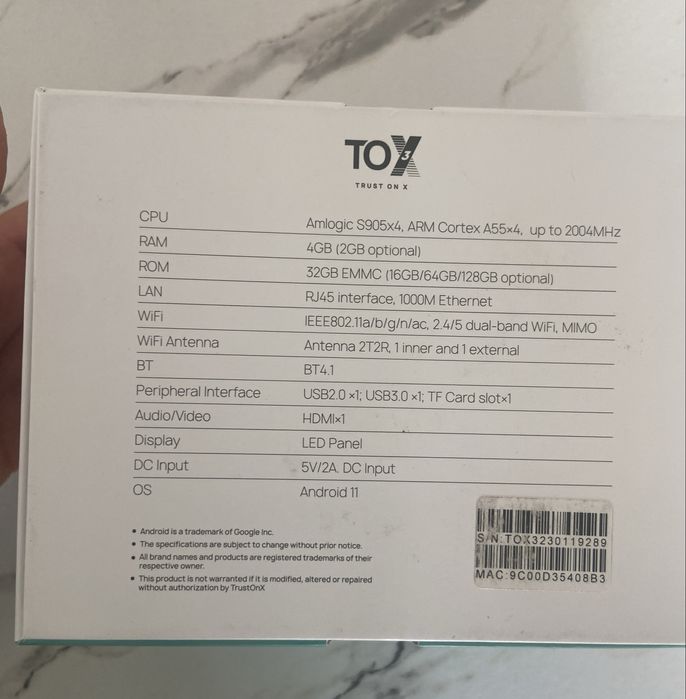 TOX3
TRUST ON X
CPU Amlogic S905x4, ARM Cortex A55×4, up to 2004MHz
RAM 4GB (2GB optional)
ROM 32GB EMMC (16GB/64GB/128GB optional)
LAN RJ45 interface, 1000M Ethernet
WiFi IEEE802.11a/b/g/n/ac, 2.4/5 dual-band WiFi, MIMO
WiFi Antenna Antenna 2T2R, 1 inner and 1 external
BT BT4.1
Peripheral Interface USB2.0 ×1; USB3.0 ×1; TF Card slot×1
Audio/Video HDMI×1
Display LED Panel
DC Input 5V/2A DC Input
OS Android 11
• Android is a trademark of Google Inc.
• The specifications are subject to change without prior notice.
• All brand names and products are registered trademarks of their
respective owner.
• This product is not warranted if it is modified, altered or repaired
without authorization by TrustOnX
S/N:TOX3230119289
MAC:9C00D35408B3